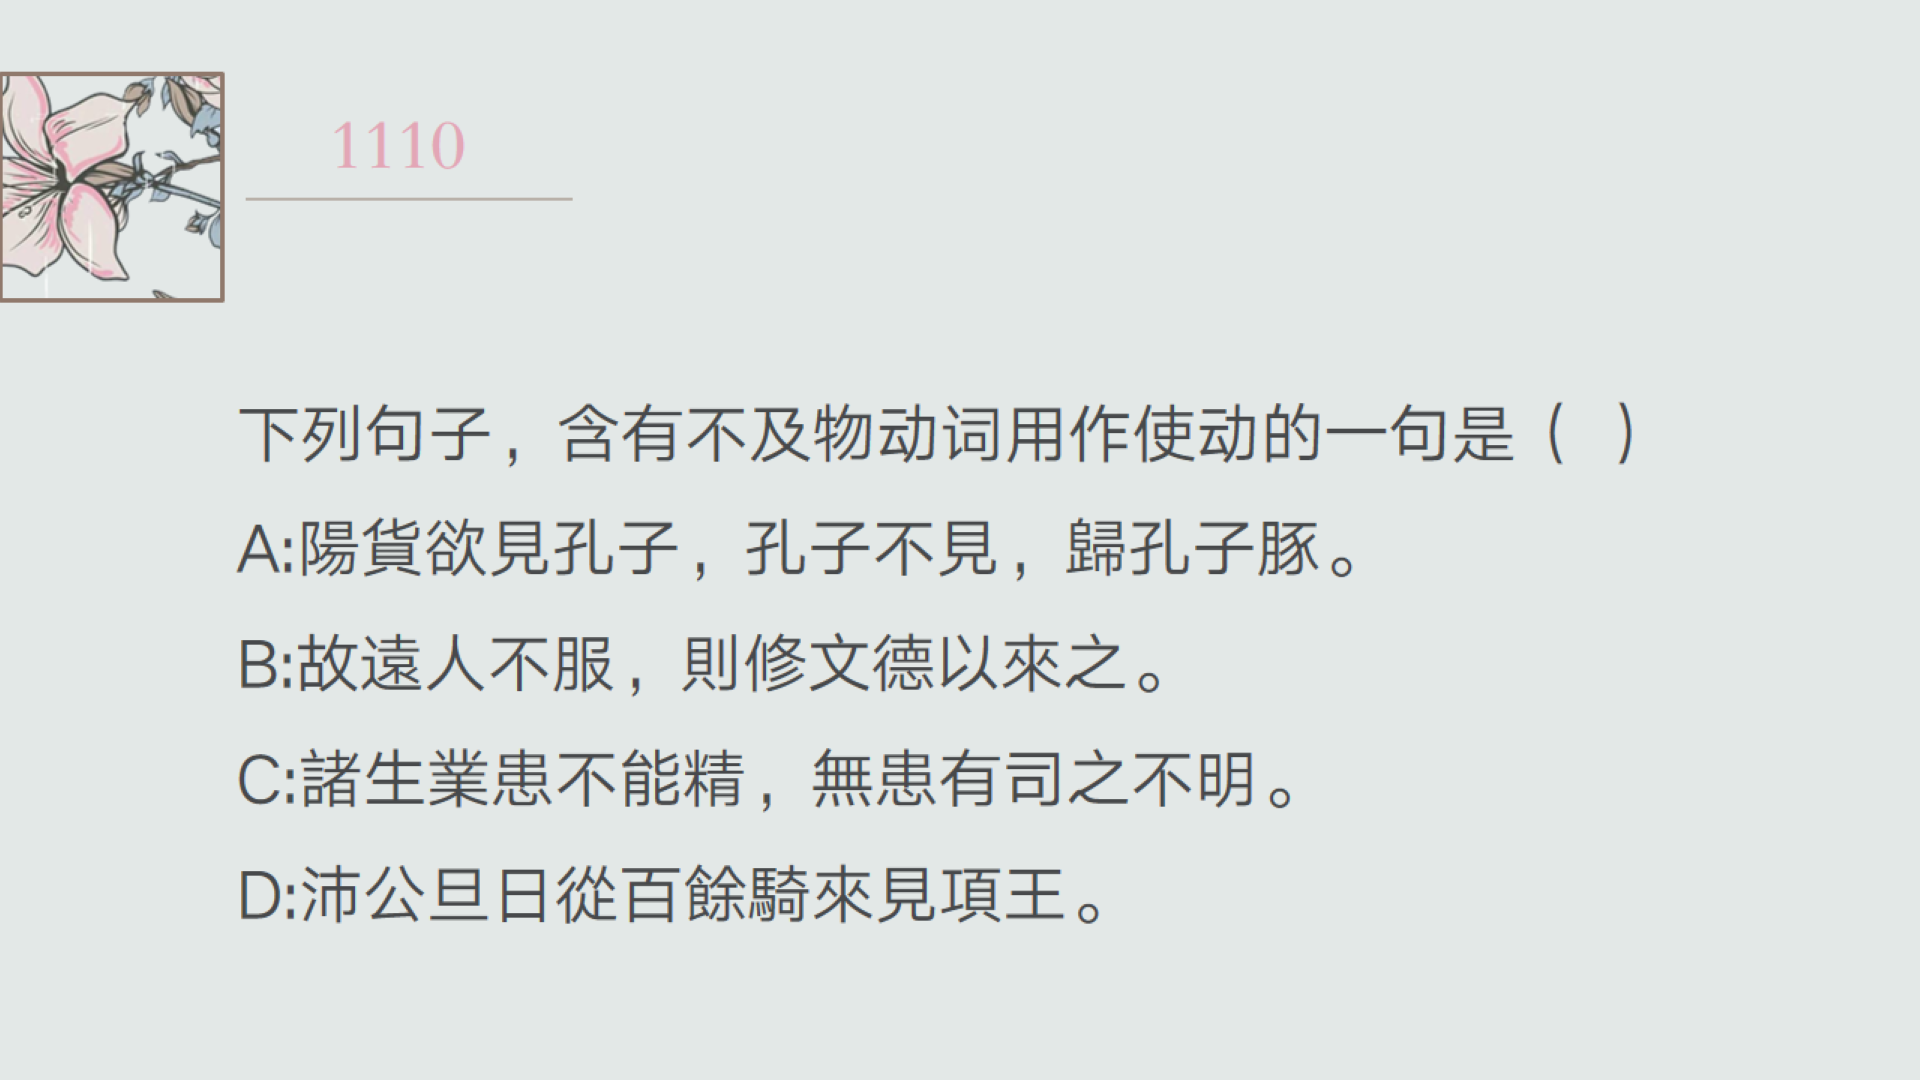 1110
下列句子，含有不及物动词用作使动的一句是（ ）
A:陽貨欲見孔子，孔子不見，歸孔子豚。
B:故遠人不服，則修文德以來之。
C:諸生業患不能精，無患有司之不明。
D:沛公旦日從百餘騎來見項王。